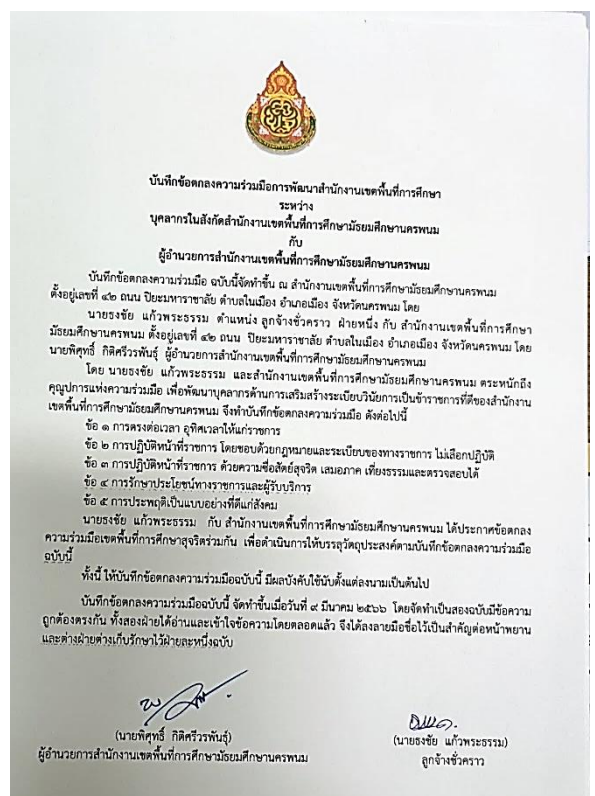 บันทึกข้อตกลงความร่วมมือการพัฒนาสำนักงานเขตพื้นที่การศึกษา
ระหว่าง
บุคลากรในสังกัดสำนักงานเขตพื้นที่การศึกษามัธยมศึกษานครพนม
กับ
ผู้อำนวยการสำนักงานเขตพื้นที่การศึกษามัธยมศึกษานครพนม
บันทึกข้อตกลงความร่วมมือ ฉบับนี้จัดทำขึ้น ณ สำนักงานเขตพื้นที่การศึกษามัธยมศึกษานครพนม
ตั้งอยู่เลขที่ ๔๒ ถนน ปิยะมหาราชาลัย ตำบลในเมือง อำเภอเมือง จังหวัดนครพนม โดย
นายธงชัย แก้วพระธรรม ตำแหน่ง ลูกจ้างชั่วคราว ฝ่ายหนึ่ง กับ สำนักงานเขตพื้นที่การศึกษา
มัธยมศึกษานครพนม ตั้งอยู่เลขที่ ๔๒ ถนน ปิยะมหาราชาลัย ตำบลในเมือง อำเภอเมือง จังหวัดนครพนม โดย
นายพิศุทธิ์ กิติศรีวรพันธุ์ ผู้อำนวยการสำนักงานเขตพื้นที่การศึกษามัธยมศึกษานครพนม
โดย นายธงชัย แก้วพระธรรม และสำนักงานเขตพื้นที่การศึกษามัธยมศึกษานครพนม ตระหนักถึง
คุณูปการแห่งความร่วมมือ เพื่อพัฒนาบุคลากรด้านการเสริมสร้างระเบียบวินัยการเป็นข้าราชการที่ดีของสำนักงาน
เขตพื้นที่การศึกษามัธยมศึกษานครพนม จึงทำบันทึกข้อตกลงความร่วมมือ ดังต่อไปนี้
ข้อ ๑ การตรงต่อเวลา อุทิศเวลาให้แก่ราชการ
ข้อ ๒ การปฏิบัติหน้าที่ราชการ โดยชอบด้วยกฎหมายและระเบียบของทางราชการ ไม่เลือกปฏิบัติ
ข้อ ๓ การปฏิบัติหน้าที่ราชการ ด้วยความซื่อสัตย์สุจริต เสมอภาค เที่ยงธรรมและตรวจสอบได้
ข้อ ๔ การรักษาประโยชน์ทางราชการและผู้รับบริการ
ข้อ ๕ การประพฤติเป็นแบบอย่างที่ดีแก่สังคม
นายธงชัย แก้วพระธรรม กับ สำนักงานเขตพื้นที่การศึกษามัธยมศึกษานครพนม ได้ประกาศข้อตกลง
ความร่วมมือเขตพื้นที่การศึกษาสุจริตร่วมกัน เพื่อดำเนินการให้บรรลุวัตถุประสงค์ตามบันทึกข้อตกลงความร่วมมือ
ฉบับนี้
ทั้งนี้ ให้บันทึกข้อตกลงความร่วมมือฉบับนี้ มีผลบังคับใช้นับตั้งแต่ลงนามเป็นต้นไป
บันทึกข้อตกลงความร่วมมือฉบับนี้ จัดทำขึ้นเมื่อวันที่ ๙ มีนาคม ๒๕๖๖ โดยจัดทำเป็นสองฉบับมีข้อความ
ถูกต้องตรงกัน ทั้งสองฝ่ายได้อ่านและเข้าใจข้อความโดยตลอดแล้ว จึงได้ลงลายมือชื่อไว้เป็นสำคัญต่อหน้าพยาน
และต่างฝ่ายต่างเก็บรักษาไว้ฝ่ายละหนึ่งฉบับ
(นายพิศุทธิ์ กิติศรีวรพันธุ์)
ผู้อำนวยการสำนักงานเขตพื้นที่การศึกษามัธยมศึกษานครพนม
(นายธงชัย แก้วพระธรรม)
ลูกจ้างชั่วคราว